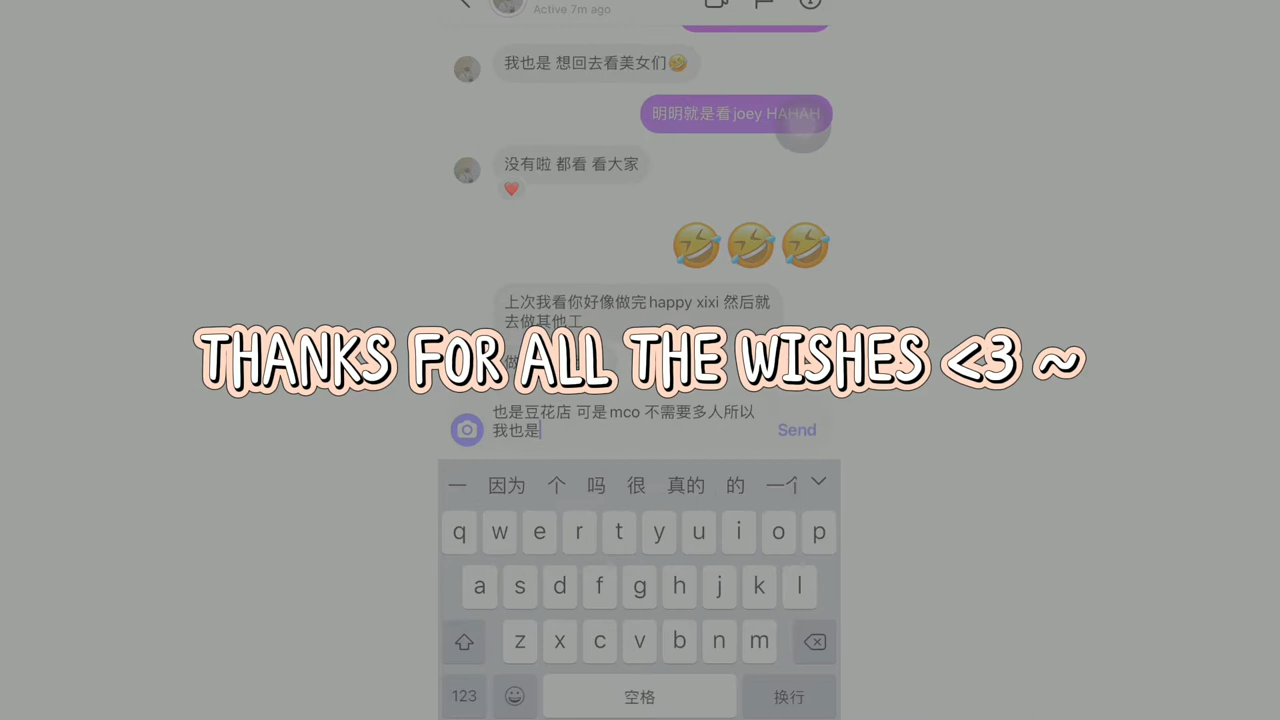 Active 7m ago
我也是 想回去看美女们🤣
明明就是看joey HAHAH
没有啦 都看 看大家
❤️
🤣🤣🤣
上次我看你好像做完happy xixi 然后就
去做其他工
THANKS FOR ALL THE WISHES <3 ~
做
也是豆花店 可是mco 不需要多人所以
我也是
Send
一 因为 个 吗 很 真的 的 一个
q w e r t y u i o p
a s d f g h j k l
z x c v b n m
123 空格 换行